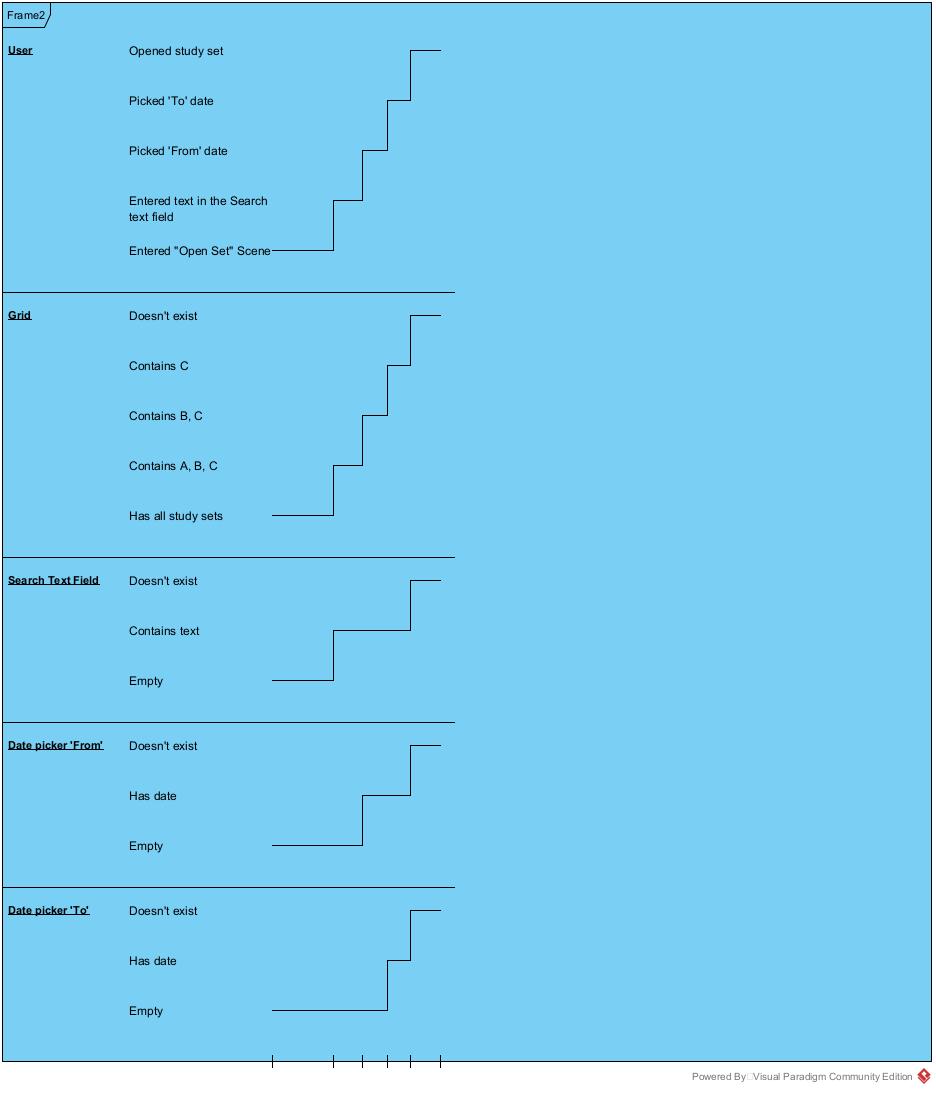 Frame2
User
Opened study set
Picked 'To' date
Picked 'From' date
Entered text in the Search
text field
Entered "Open Set" Scene
Grid
Doesn't exist
Contains C
Contains B, C
Contains A, B, C
Has all study sets
Search Text Field
Doesn't exist
Contains text
Empty
Date picker 'From'
Doesn't exist
Has date
Empty
Date picker 'To'
Doesn't exist
Has date
Empty
Powered By Visual Paradigm Community Edition